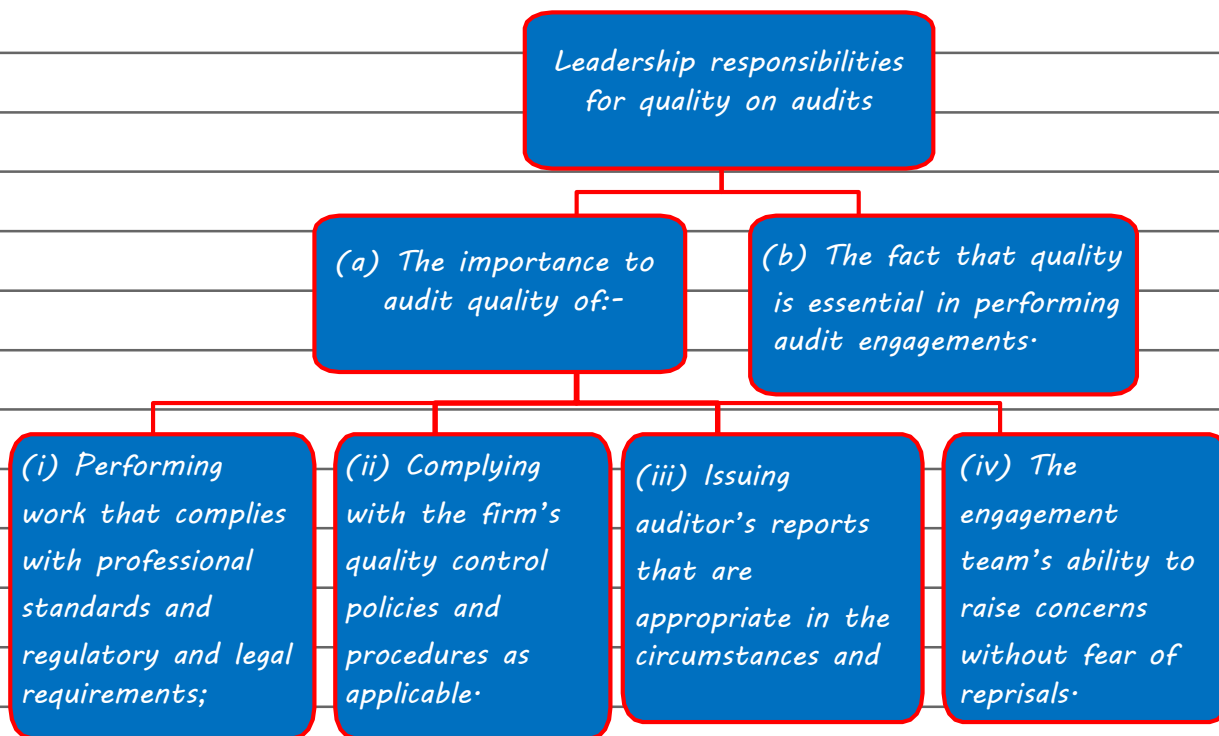 Leadership responsibilities
for quality on audits
(a) The importance to
audit quality of:-
(b) The fact that quality
is essential in performing
audit engagements.
(i) Performing
work that complies
with professional
standards and
regulatory and legal
requirements;
(ii) Complying
with the firm's
quality control
policies and
procedures as
applicable.
(iii) Issuing
auditor's reports
that are
appropriate in the
circumstances and
(iv) The
engagement
team's ability to
raise concerns
without fear of
reprisals.